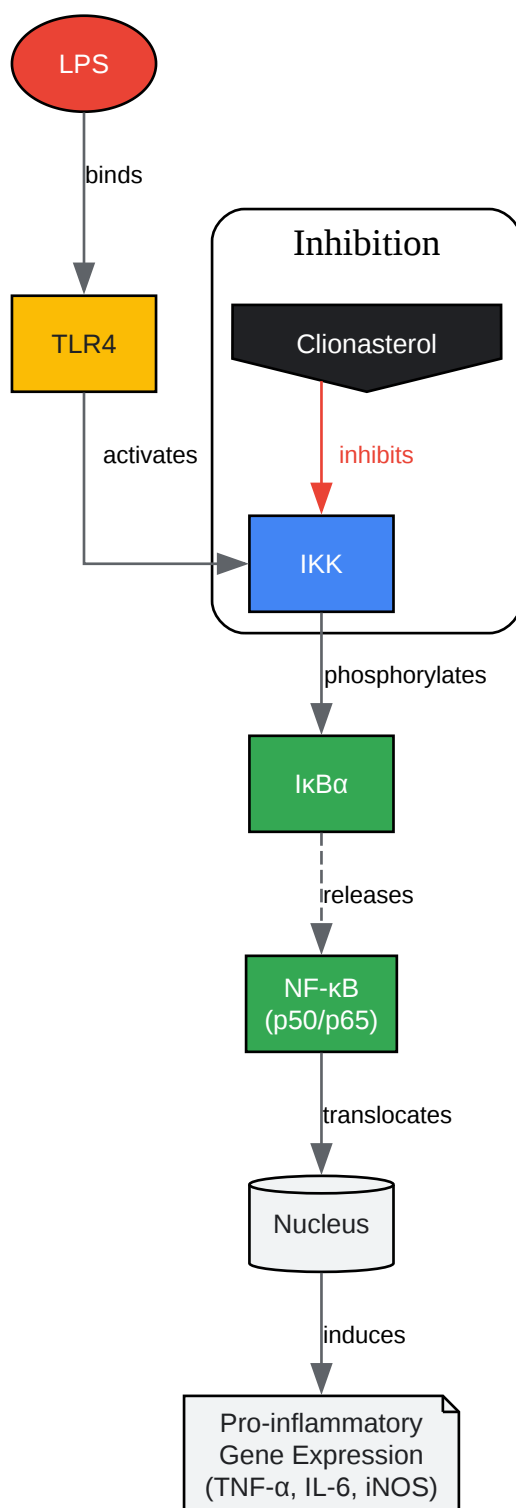 LPS
binds
Inhibition
TLR4
Clionasterol
activates
inhibits
IKK
phosphorylates
IκBα
releases
NF-κB
(p50/p65)
translocates
Nucleus
induces
Pro-inflammatory
Gene Expression
(TNF-α, IL-6, iNOS)